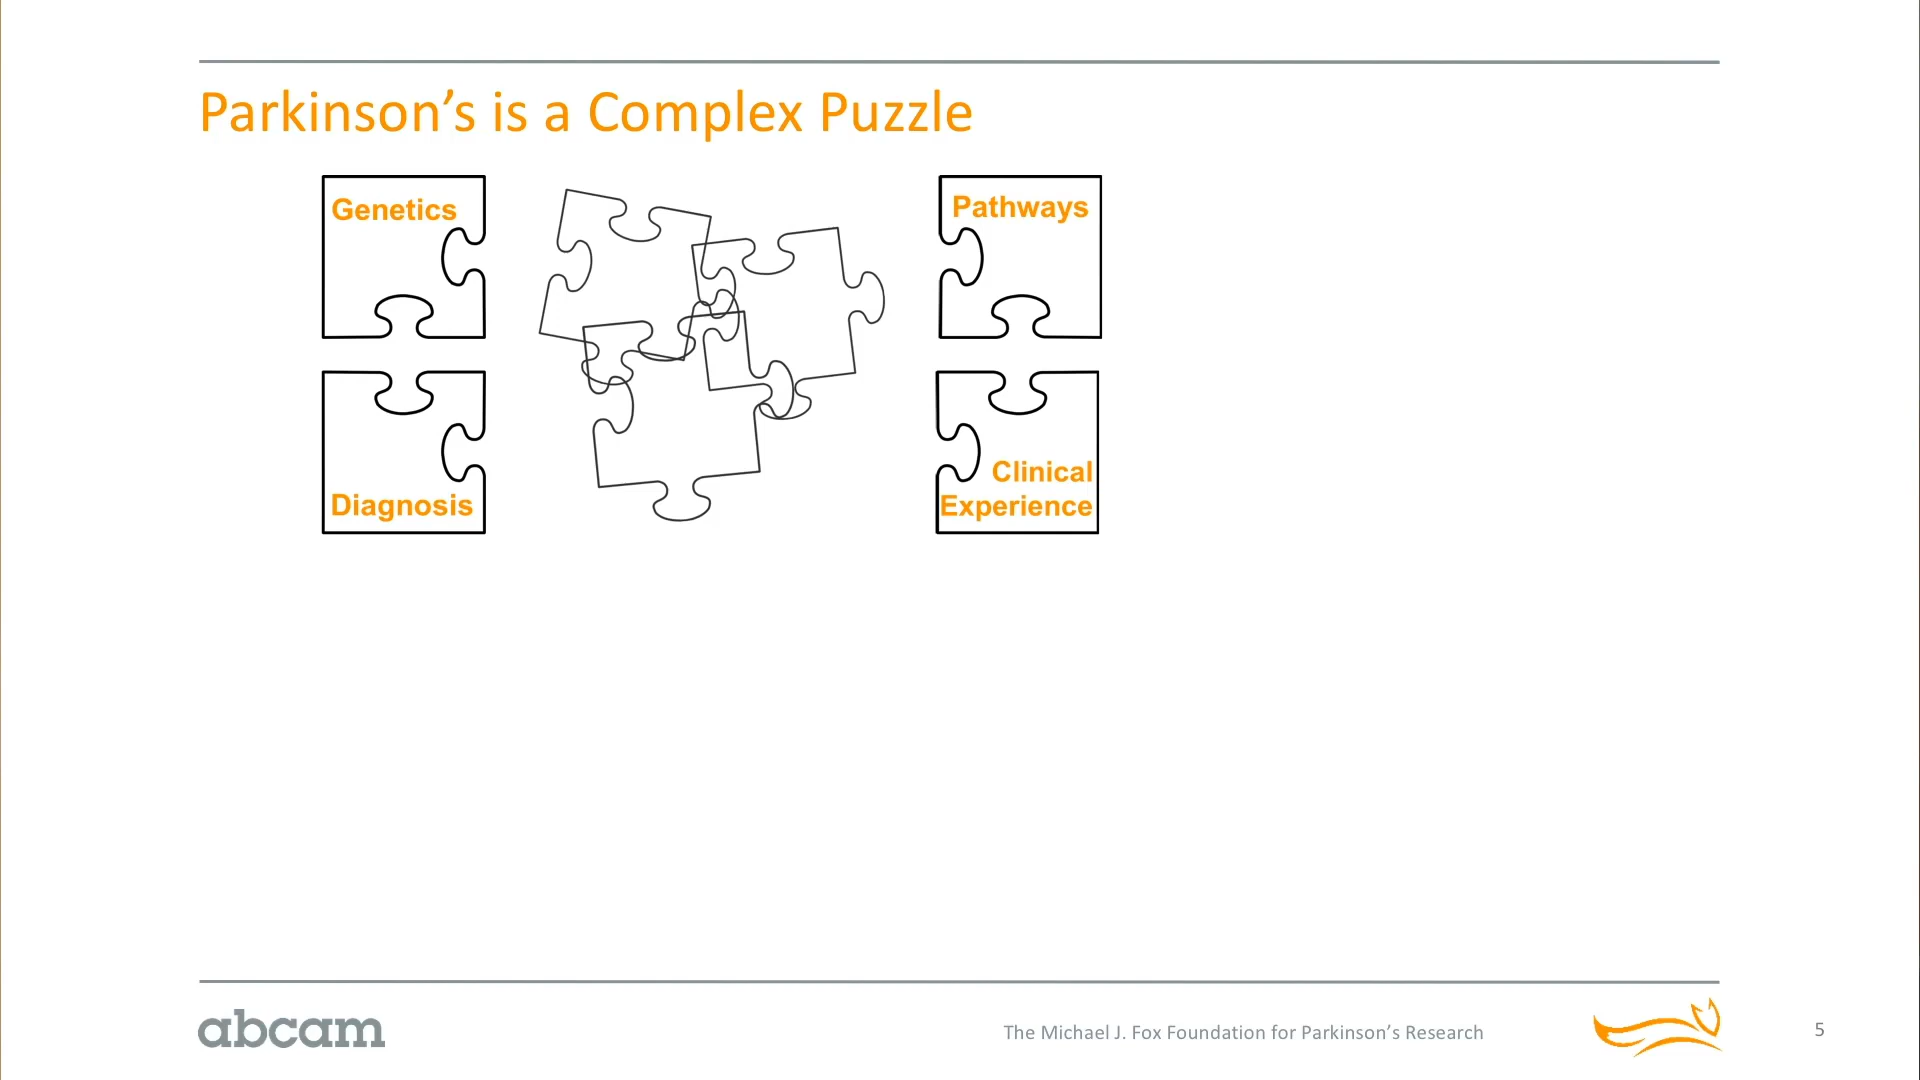 Parkinson’s is a Complex Puzzle
Genetics
Pathways
Diagnosis
Clinical
Experience
abcam
The Michael J. Fox Foundation for Parkinson’s Research
5